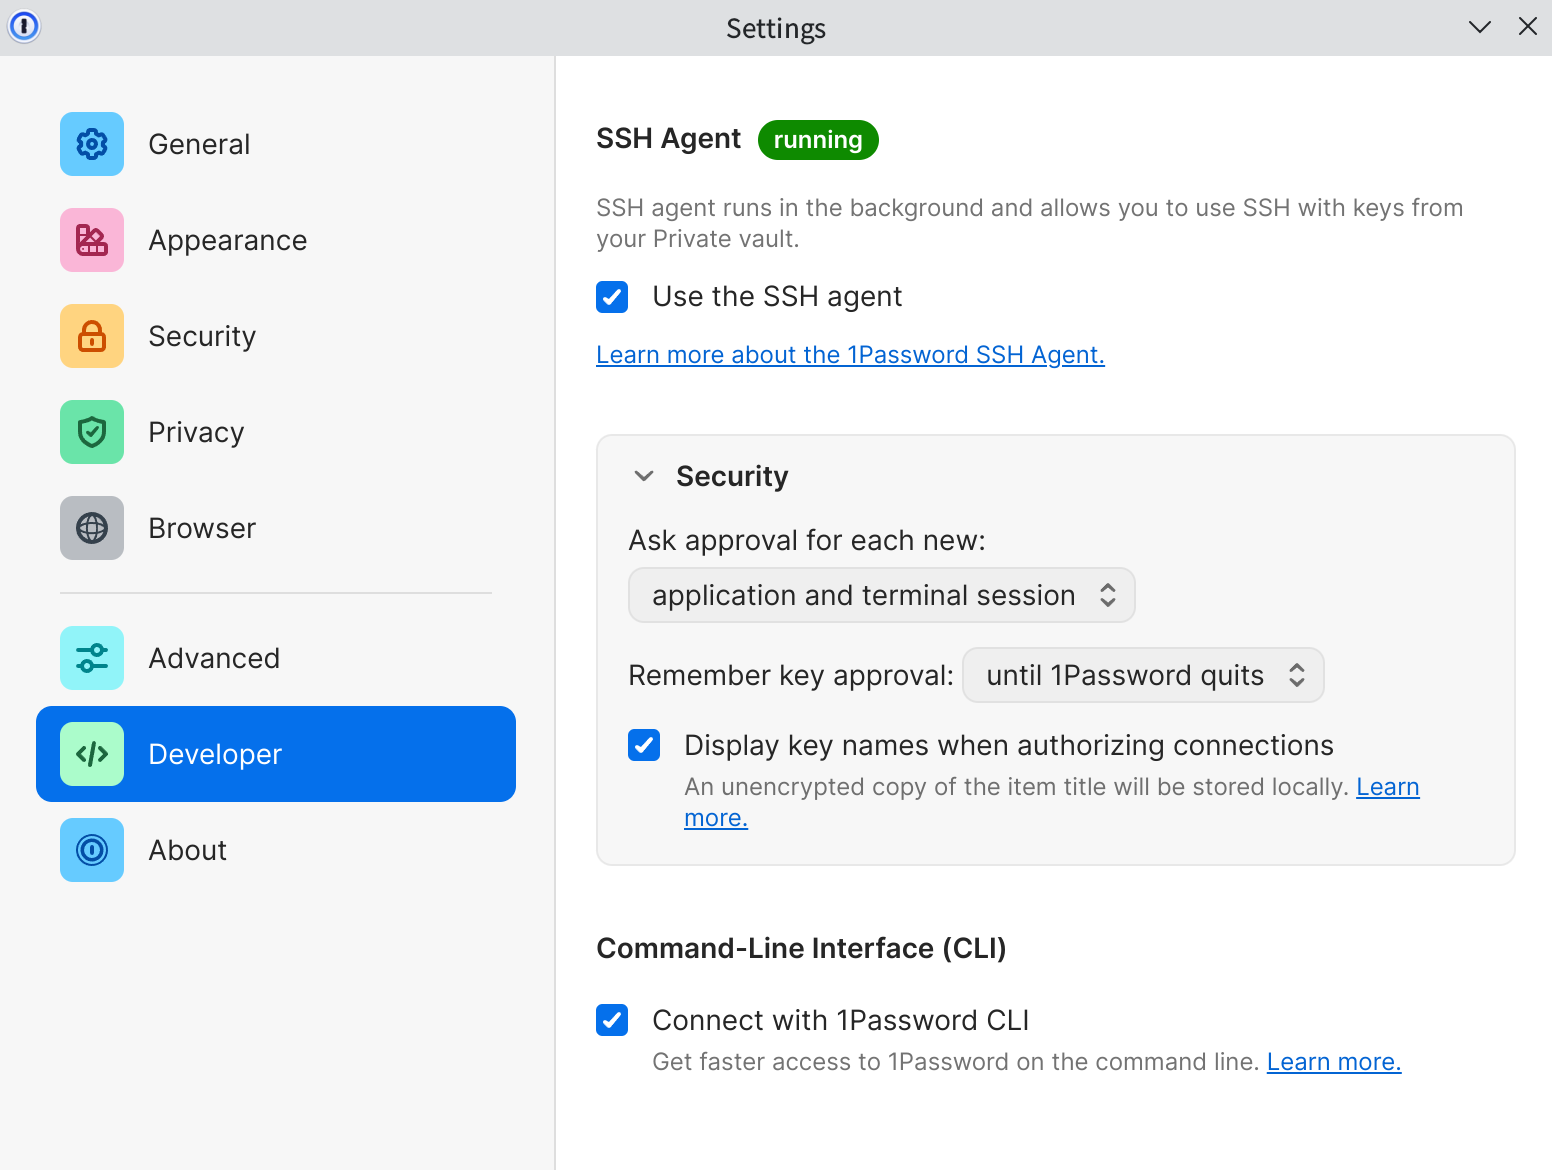 Settings
General
Appearance
Security
Privacy
Browser
Advanced
Developer
About
SSH Agent running
SSH agent runs in the background and allows you to use SSH with keys from
your Private vault.
Use the SSH agent
Learn more about the 1Password SSH Agent.
Security
Ask approval for each new:
application and terminal session
Remember key approval: until 1Password quits
Display key names when authorizing connections
An unencrypted copy of the item title will be stored locally. Learn
more.
Command-Line Interface (CLI)
Connect with 1Password CLI
Get faster access to 1Password on the command line. Learn more.